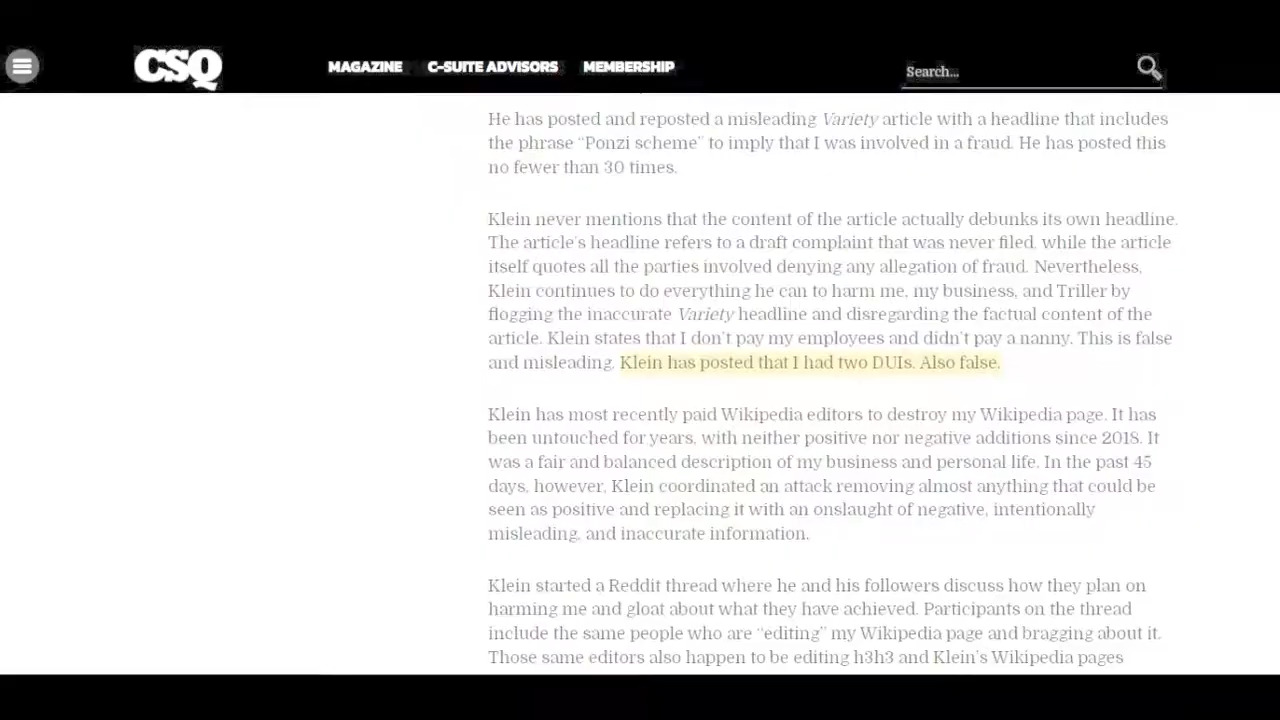 CSQ
MAGAZINE C-SUITE ADVISORS MEMBERSHIP
Search...
He has posted and reposted a misleading Variety article with a headline that includes
the phrase “Ponzi scheme” to imply that I was involved in a fraud. He has posted this
no fewer than 30 times.
Klein never mentions that the content of the article actually debunks its own headline.
The article's headline refers to a draft complaint that was never filed, while the article
itself quotes all the parties involved denying any allegation of fraud. Nevertheless,
Klein continues to do everything he can to harm me, my business, and Triller by
flogging the inaccurate Variety headline and disregarding the factual content of the
article. Klein states that I don't pay my employees and didn't pay a nanny. This is false
and misleading. Klein has posted that I had two DUIs. Also false.
Klein has most recently paid Wikipedia editors to destroy my Wikipedia page. It has
been untouched for years, with neither positive nor negative additions since 2018. It
was a fair and balanced description of my business and personal life. In the past 45
days, however, Klein coordinated an attack removing almost anything that could be
seen as positive and replacing it with an onslaught of negative, intentionally
misleading, and inaccurate information.
Klein started a Reddit thread where he and his followers discuss how they plan on
harming me and gloat about what they have achieved. Participants on the thread
include the same people who are “editing” my Wikipedia page and bragging about it.
Those same editors also happen to be editing h3h3 and Klein's Wikipedia pages